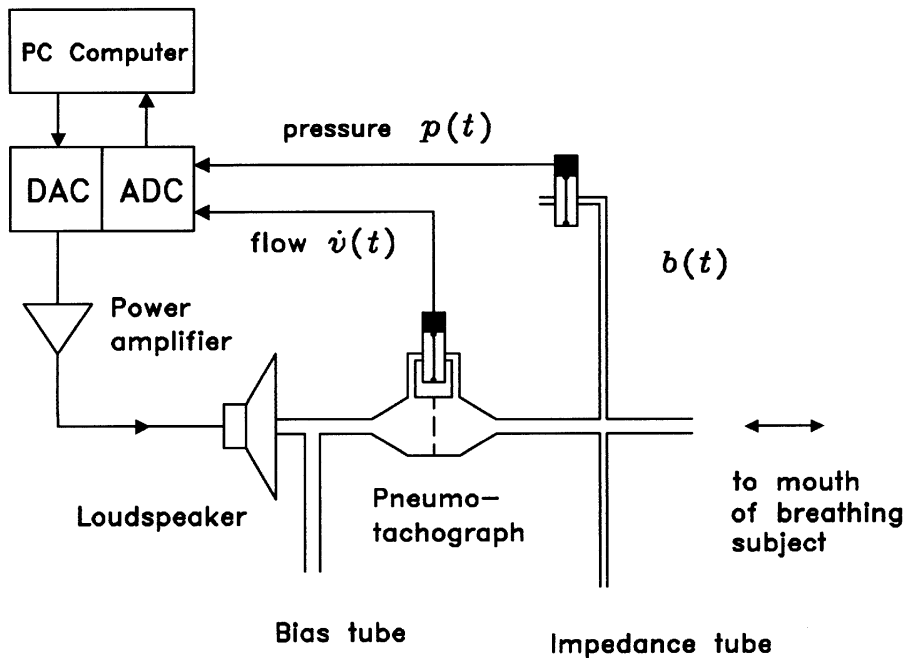 PC Computer
pressure p(t)
DAC
ADC
flow v̇(t)
b(t)
Power
amplifier
Loudspeaker
Pneumo–
tachograph
to mouth
of breathing
subject
Bias tube
Impedance tube